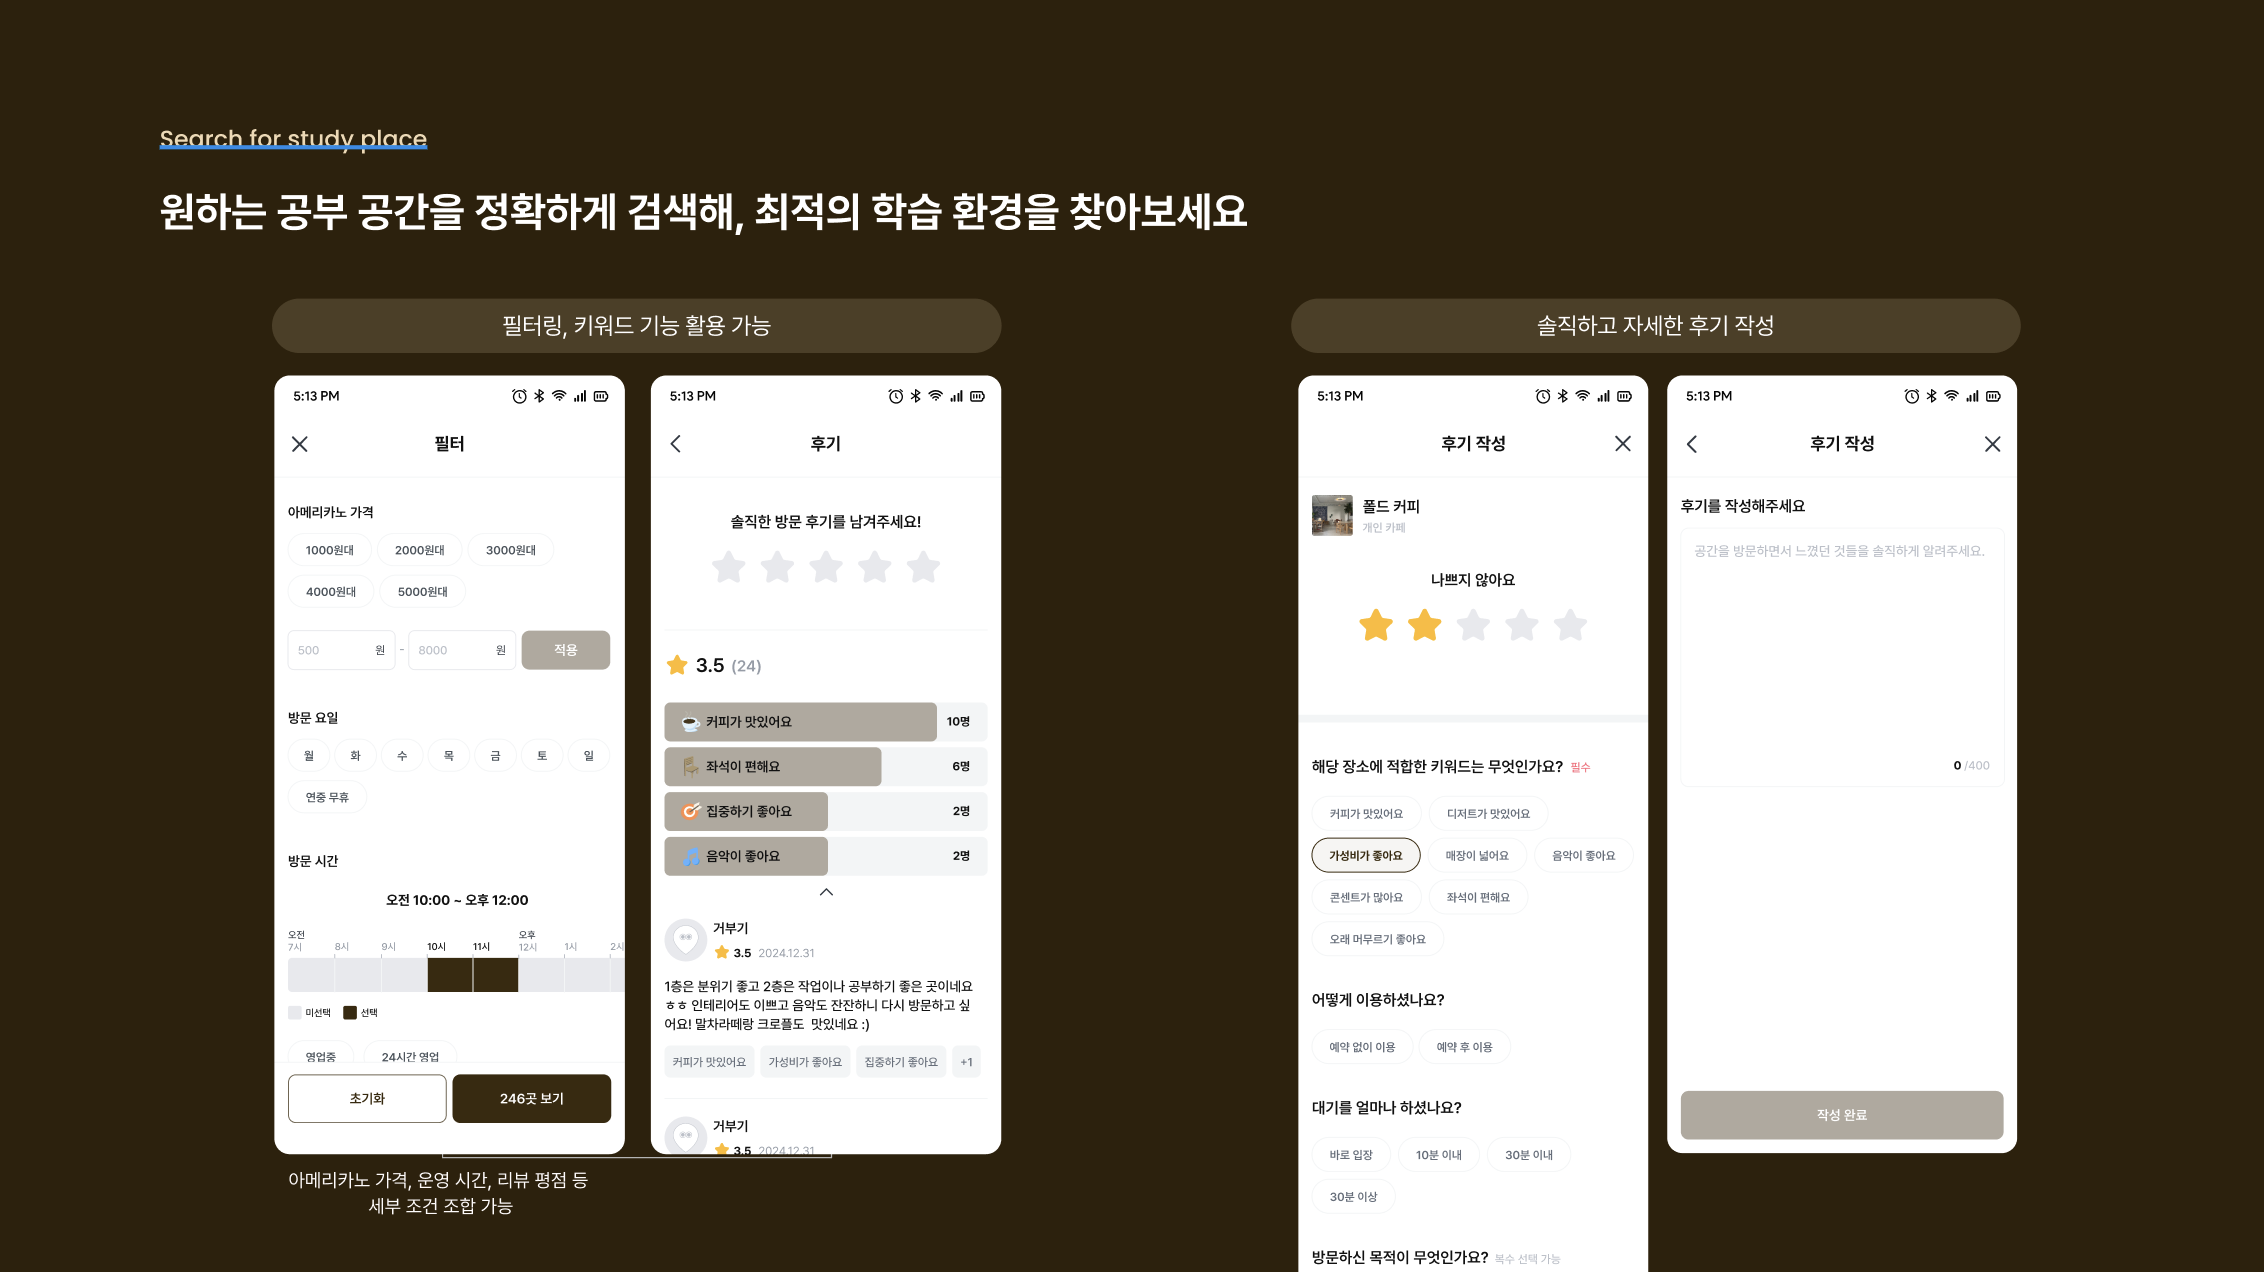 Search for study place
원하는 공부 공간을 정확하게 검색해, 최적의 학습 환경을 찾아보세요
필터링, 키워드 기능 활용 가능
5:13 PM
필터
아메리카노 가격
1000원대 2000원대 3000원대
4000원대 5000원대
500 원 - 8000 원 적용
방문 요일
월 화 수 목 금 토 일
연중 무휴
방문 시간
오전 10:00 ~ 오후 12:00
오전 오후
7시 8시 9시 10시 11시 12시 1시 2시
미선택 선택
영업중 24시간 영업
초기화 246곳 보기
아메리카노 가격, 운영 시간, 리뷰 평점 등
세부 조건 조합 가능
5:13 PM
후기
솔직한 방문 후기를 남겨주세요!
3.5 (24)
커피가 맛있어요 10명
좌석이 편해요 6명
집중하기 좋아요 2명
음악이 좋아요 2명
거부기
3.5 2024.12.31
1층은 분위기 좋고 2층은 작업이나 공부하기 좋은 곳이네요
ㅎㅎ 인테리어도 이쁘고 음악도 잔잔하니 다시 방문하고 싶
어요! 말차라떼랑 크로플도 맛있네요 :)
커피가 맛있어요 가성비가 좋아요 집중하기 좋아요 +1
거부기
3.5 2024.12.31
솔직하고 자세한 후기 작성
5:13 PM
후기 작성
폴드 커피
개인 카페
나쁘지 않아요
해당 장소에 적합한 키워드는 무엇인가요? 필수
커피가 맛있어요 디저트가 맛있어요
가성비가 좋아요 매장이 넓어요 음악이 좋아요
콘센트가 많아요 좌석이 편해요
오래 머무르기 좋아요
어떻게 이용하셨나요?
예약 없이 이용 예약 후 이용
대기를 얼마나 하셨나요?
바로 입장 10분 이내 30분 이내
30분 이상
방문하신 목적이 무엇인가요? 복수 선택 가능
5:13 PM
후기 작성
후기를 작성해주세요
공간을 방문하면서 느꼈던 것들을 솔직하게 알려주세요.
0 /400
작성 완료